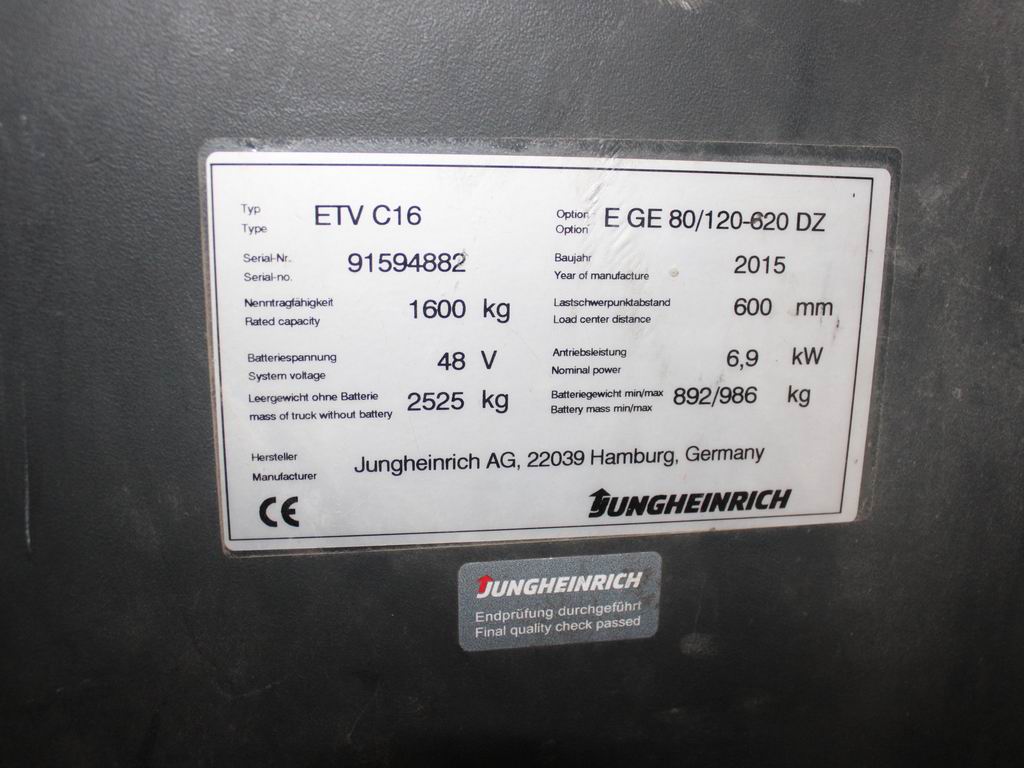 Typ
Type ETV C16
Option
Option E GE 80/120-620 DZ
Serial-Nr.
Serial-no. 91594882
Baujahr
Year of manufacture 2015
Nenntragfähigkeit
Rated capacity 1600 kg
Lastschwerpunktabstand
Load center distance 600 mm
Batteriespannung
System voltage 48 V
Antriebsleistung
Nominal power 6,9 kW
Leergewicht ohne Batterie
mass of truck without battery 2525 kg
Batteriegewicht min/max
Battery mass min/max 892/986 kg
Hersteller
Manufacturer Jungheinrich AG, 22039 Hamburg, Germany
CE
JUNGHEINRICH
JUNGHEINRICH
Endprüfung durchgeführt
Final quality check passed